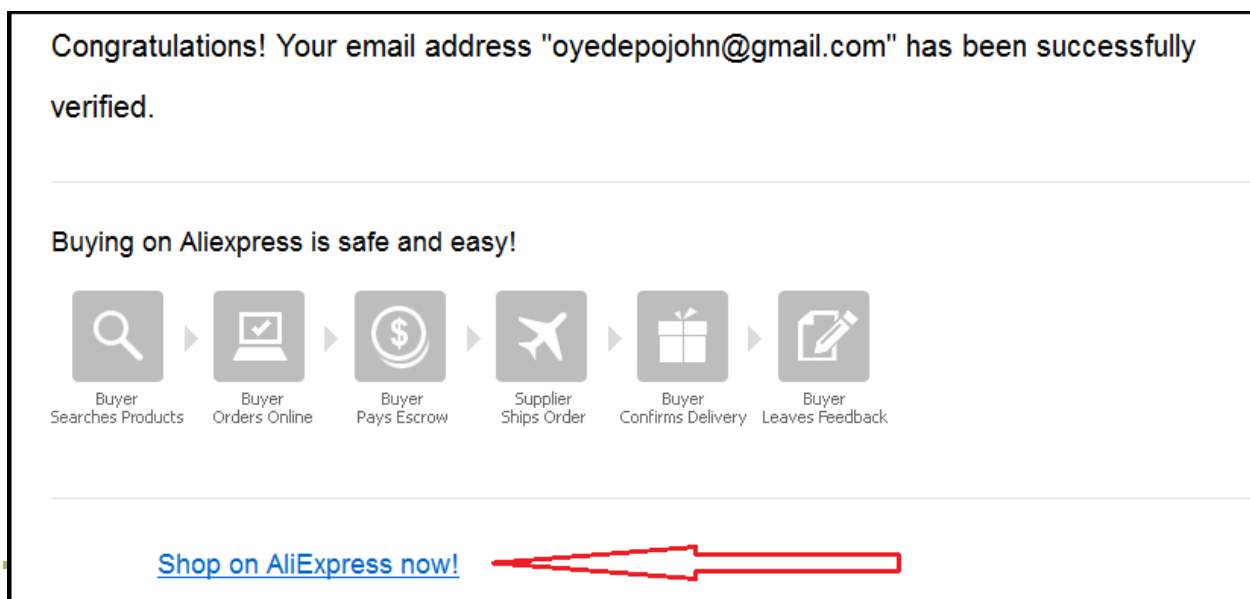 Congratulations! Your email address "oyedepojohn@gmail.com" has been successfully
verified.
Buying on Aliexpress is safe and easy!
Buyer
Searches Products
Buyer
Orders Online
Buyer
Pays Escrow
Supplier
Ships Order
Buyer
Confirms Delivery
Buyer
Leaves Feedback
Shop on AliExpress now!